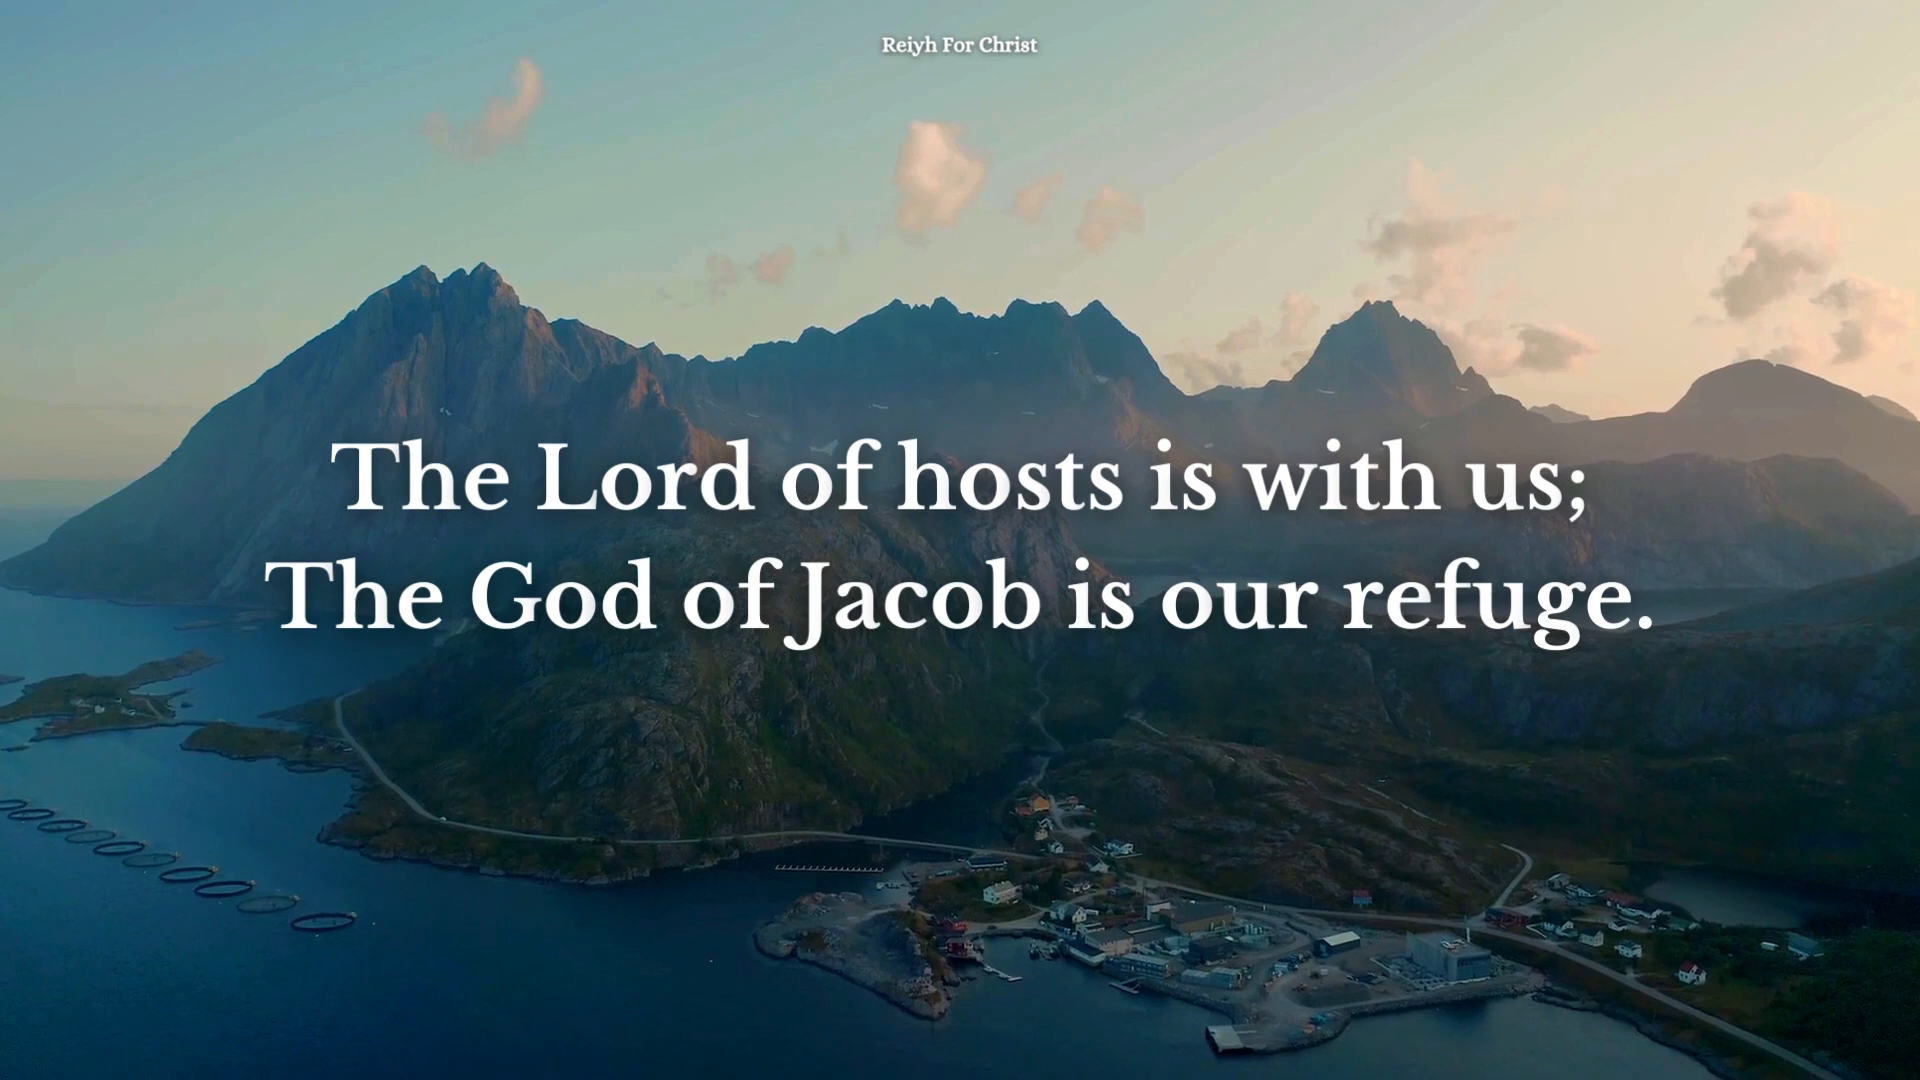 Reiyh For Christ
The Lord of hosts is with us;
The God of Jacob is our refuge.